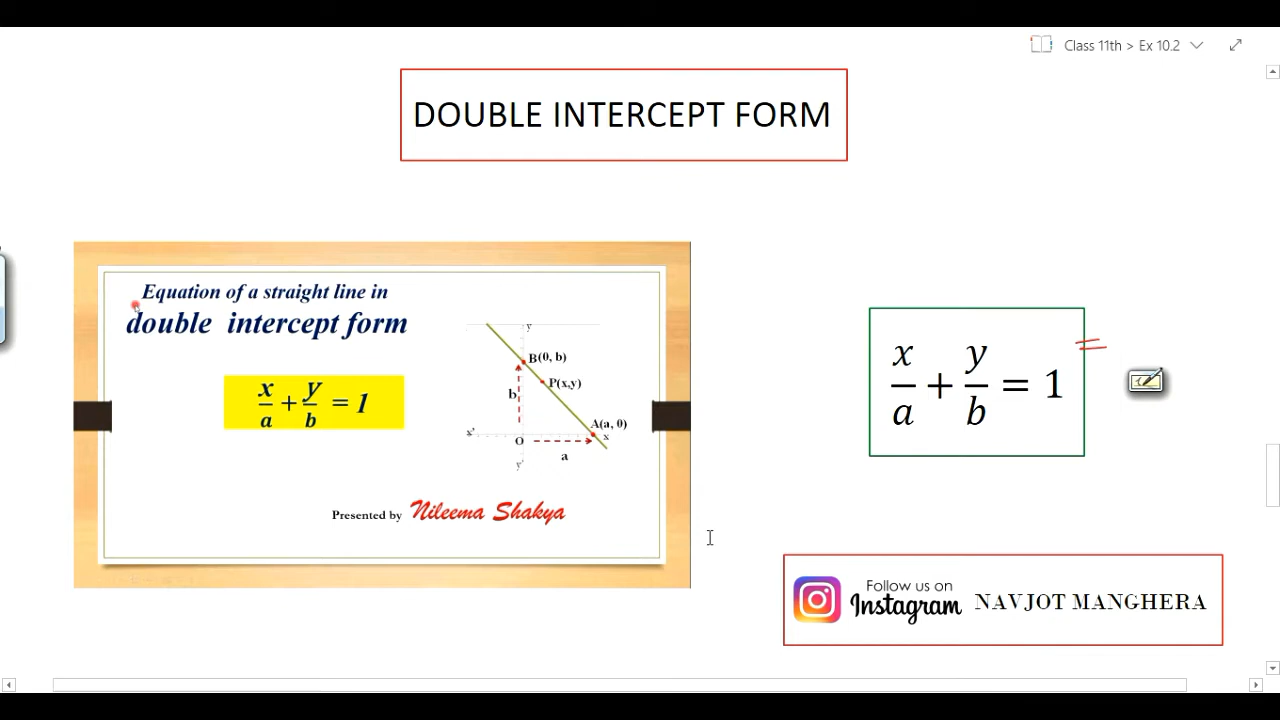 Class 11th > Ex 10.2
DOUBLE INTERCEPT FORM
Equation of a straight line in
double intercept form
x/a + y/b = 1
y
B(0, b)
P(x,y)
b
A(a, 0)
x'
O
x
a
y'
Presented by Nileema Shakya
x/a + y/b = 1
Follow us on
Instagram NAVJOT MANGHERA